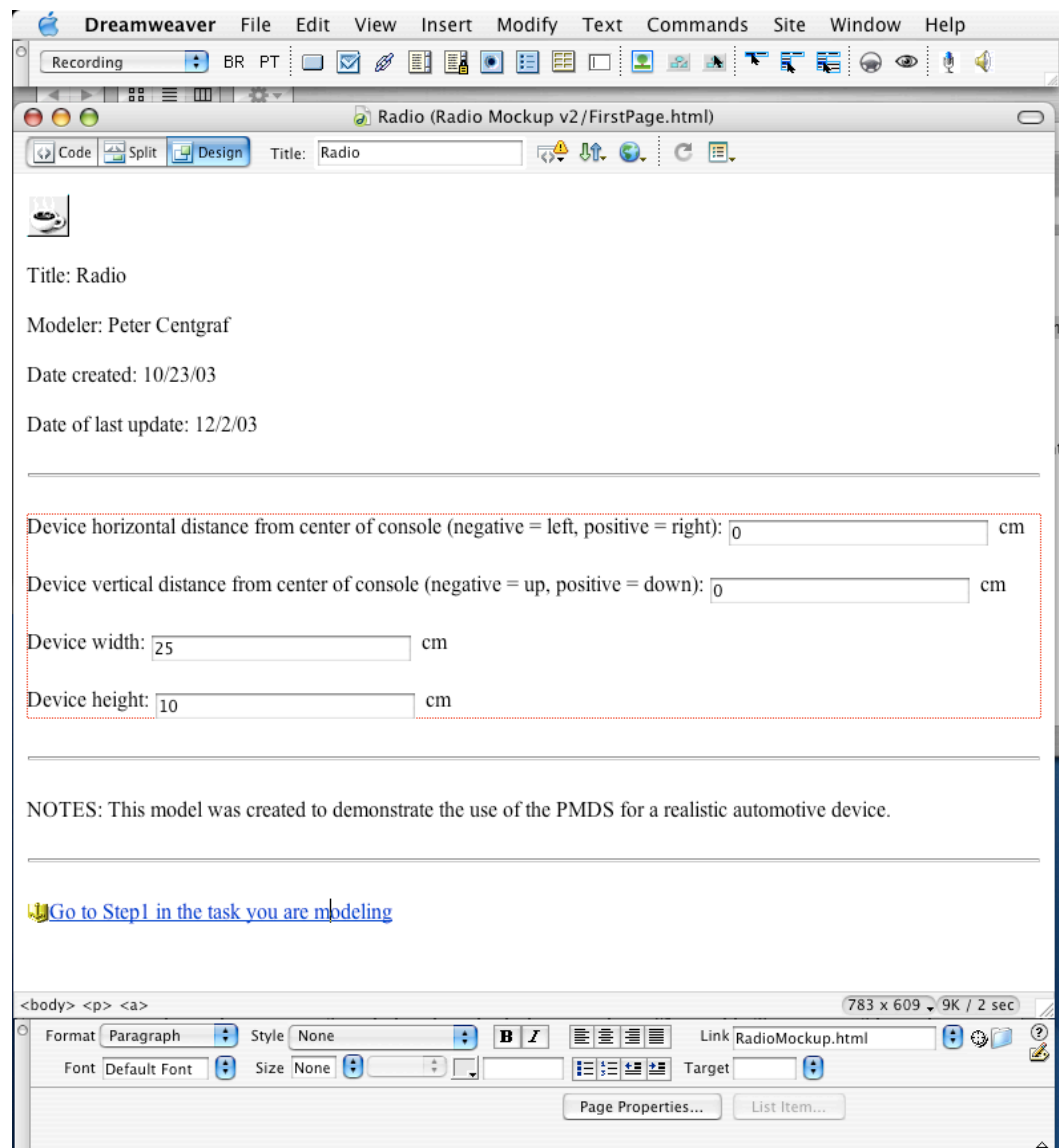 Dreamweaver File Edit View Insert Modify Text Commands Site Window Help
Recording BR PT
Radio (Radio Mockup v2/FirstPage.html)
Code Split Design Title: Radio
Title: Radio
Modeler: Peter Centgraf
Date created: 10/23/03
Date of last update: 12/2/03
Device horizontal distance from center of console (negative = left, positive = right): 0 cm
Device vertical distance from center of console (negative = up, positive = down): 0 cm
Device width: 25 cm
Device height: 10 cm
NOTES: This model was created to demonstrate the use of the PMDS for a realistic automotive device.
Go to Step1 in the task you are modeling
<body> <p> <a> 783 x 609 9K / 2 sec
Format Paragraph Style None B I Link RadioMockup.html
Font Default Font Size None Target
Page Properties... List Item...